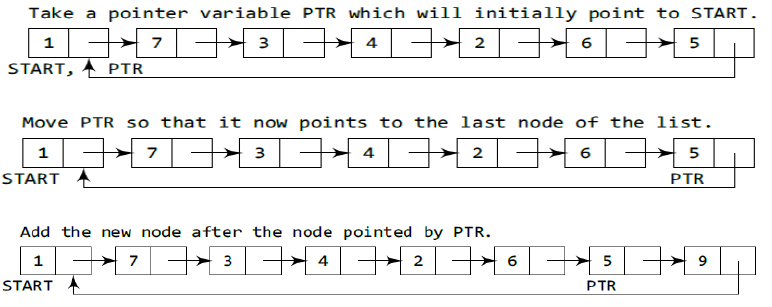 Take a pointer variable PTR which will initially point to START.
1 7 3 4 2 6 5
START, PTR
Move PTR so that it now points to the last node of the list.
1 7 3 4 2 6 5
START PTR
Add the new node after the node pointed by PTR.
1 7 3 4 2 6 5 9
START PTR